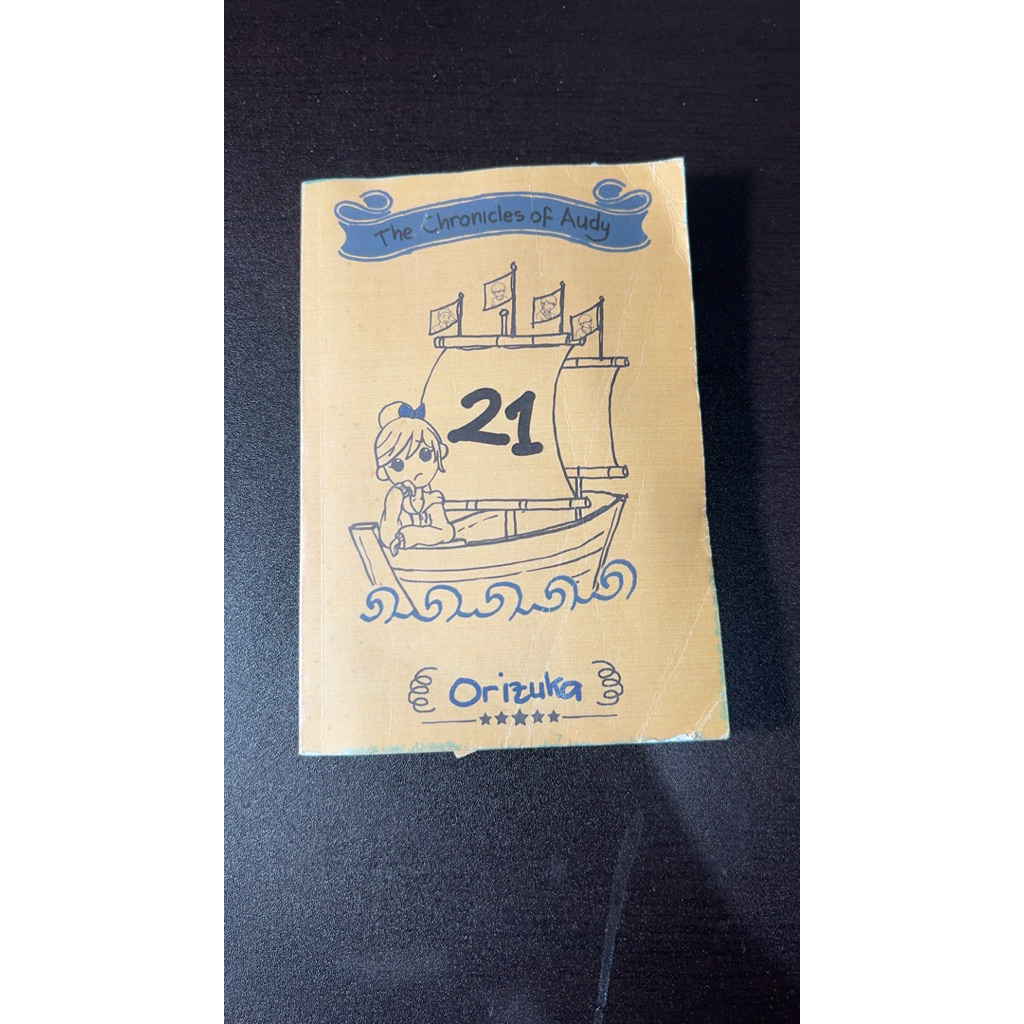 The Chronicles of Audy
21
Orizuka